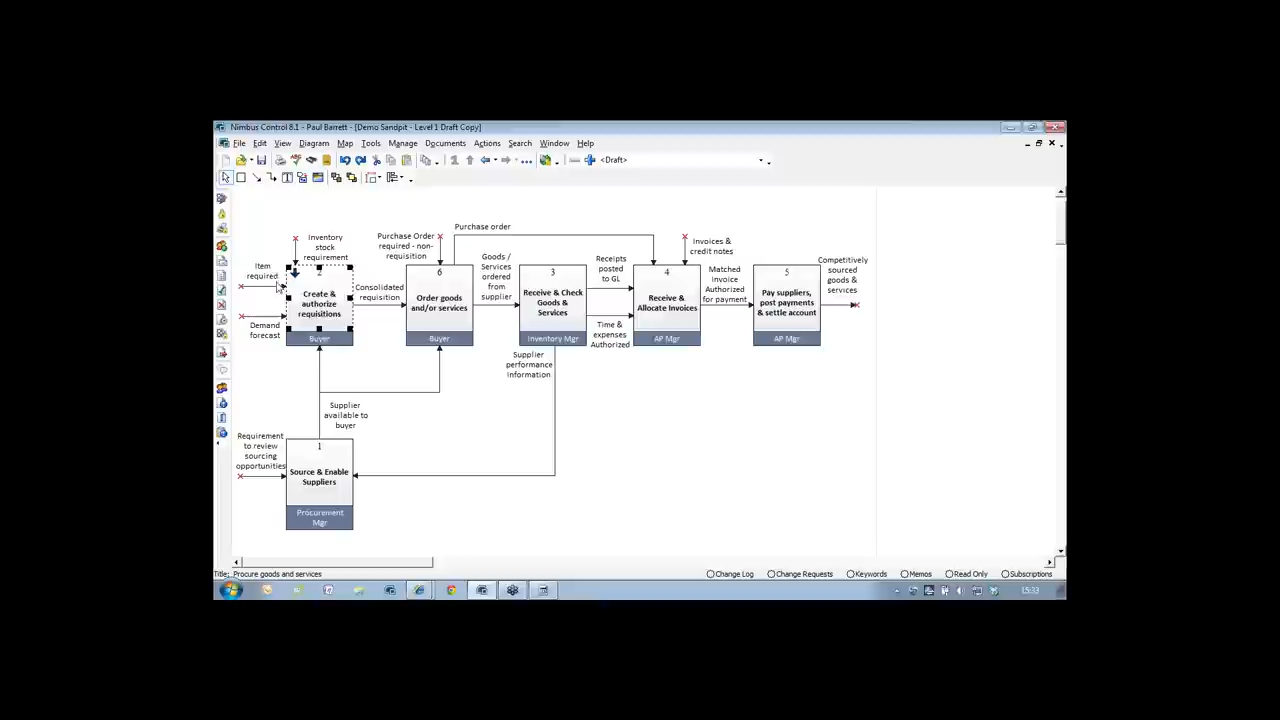 Nimbus Control 8.1 - Paul Barrett - [Demo Sandpit - Level 1 Draft Copy]
File Edit View Diagram Map Tools Manage Documents Actions Search Window Help
<Draft>
Inventory
stock
requirement
Item
required
Demand
forecast
2
Create &
authorize
requisitions
Buyer
Consolidated
requisition
Purchase Order
required - non-
requisition
Purchase order
6
Order goods
and/or services
Buyer
Goods /
Services
ordered
from
supplier
3
Receive & Check
Goods &
Services
Inventory Mgr
Receipts
posted
to GL
Time &
expenses
Authorized
Invoices &
credit notes
4
Receive &
Allocate Invoices
AP Mgr
Matched
Invoice
Authorized
for payment
5
Pay suppliers,
post payments
& settle account
AP Mgr
Competitively
sourced
goods &
services
Supplier
performance
information
Supplier
available to
buyer
Requirement
to review
sourcing
opportunities
1
Source & Enable
Suppliers
Procurement
Mgr
Title: Procure goods and services
Change Log Change Requests Keywords Memos Read Only Subscriptions
15:33